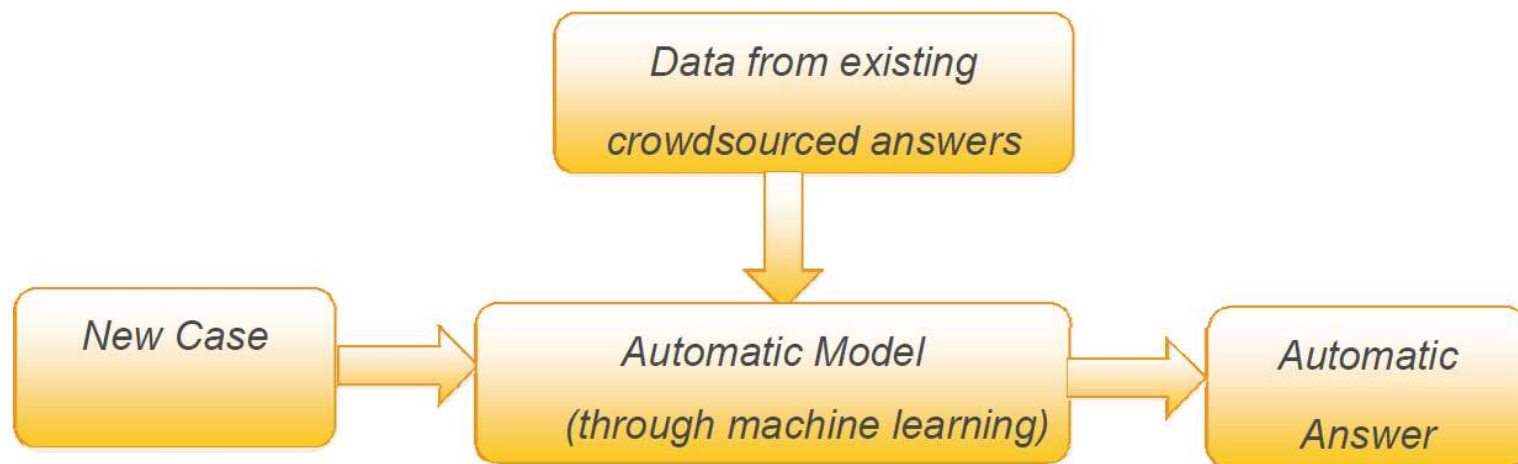 Data from existing
crowdsourced answers
New Case
Automatic Model
(through machine learning)
Automatic
Answer